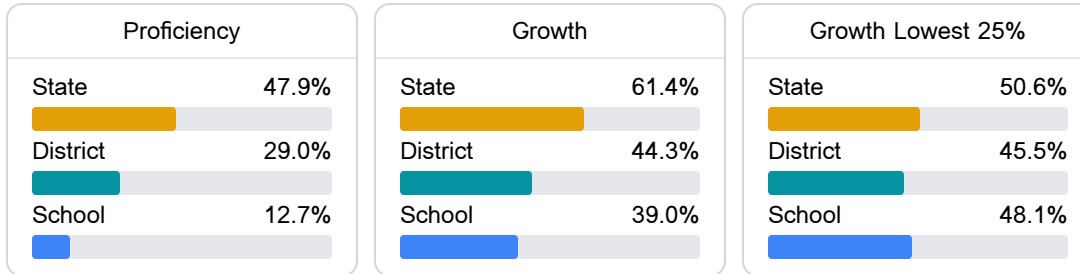 Proficiency
State 47.9%
District 29.0%
School 12.7%
Growth
State 61.4%
District 44.3%
School 39.0%
Growth Lowest 25%
State 50.6%
District 45.5%
School 48.1%